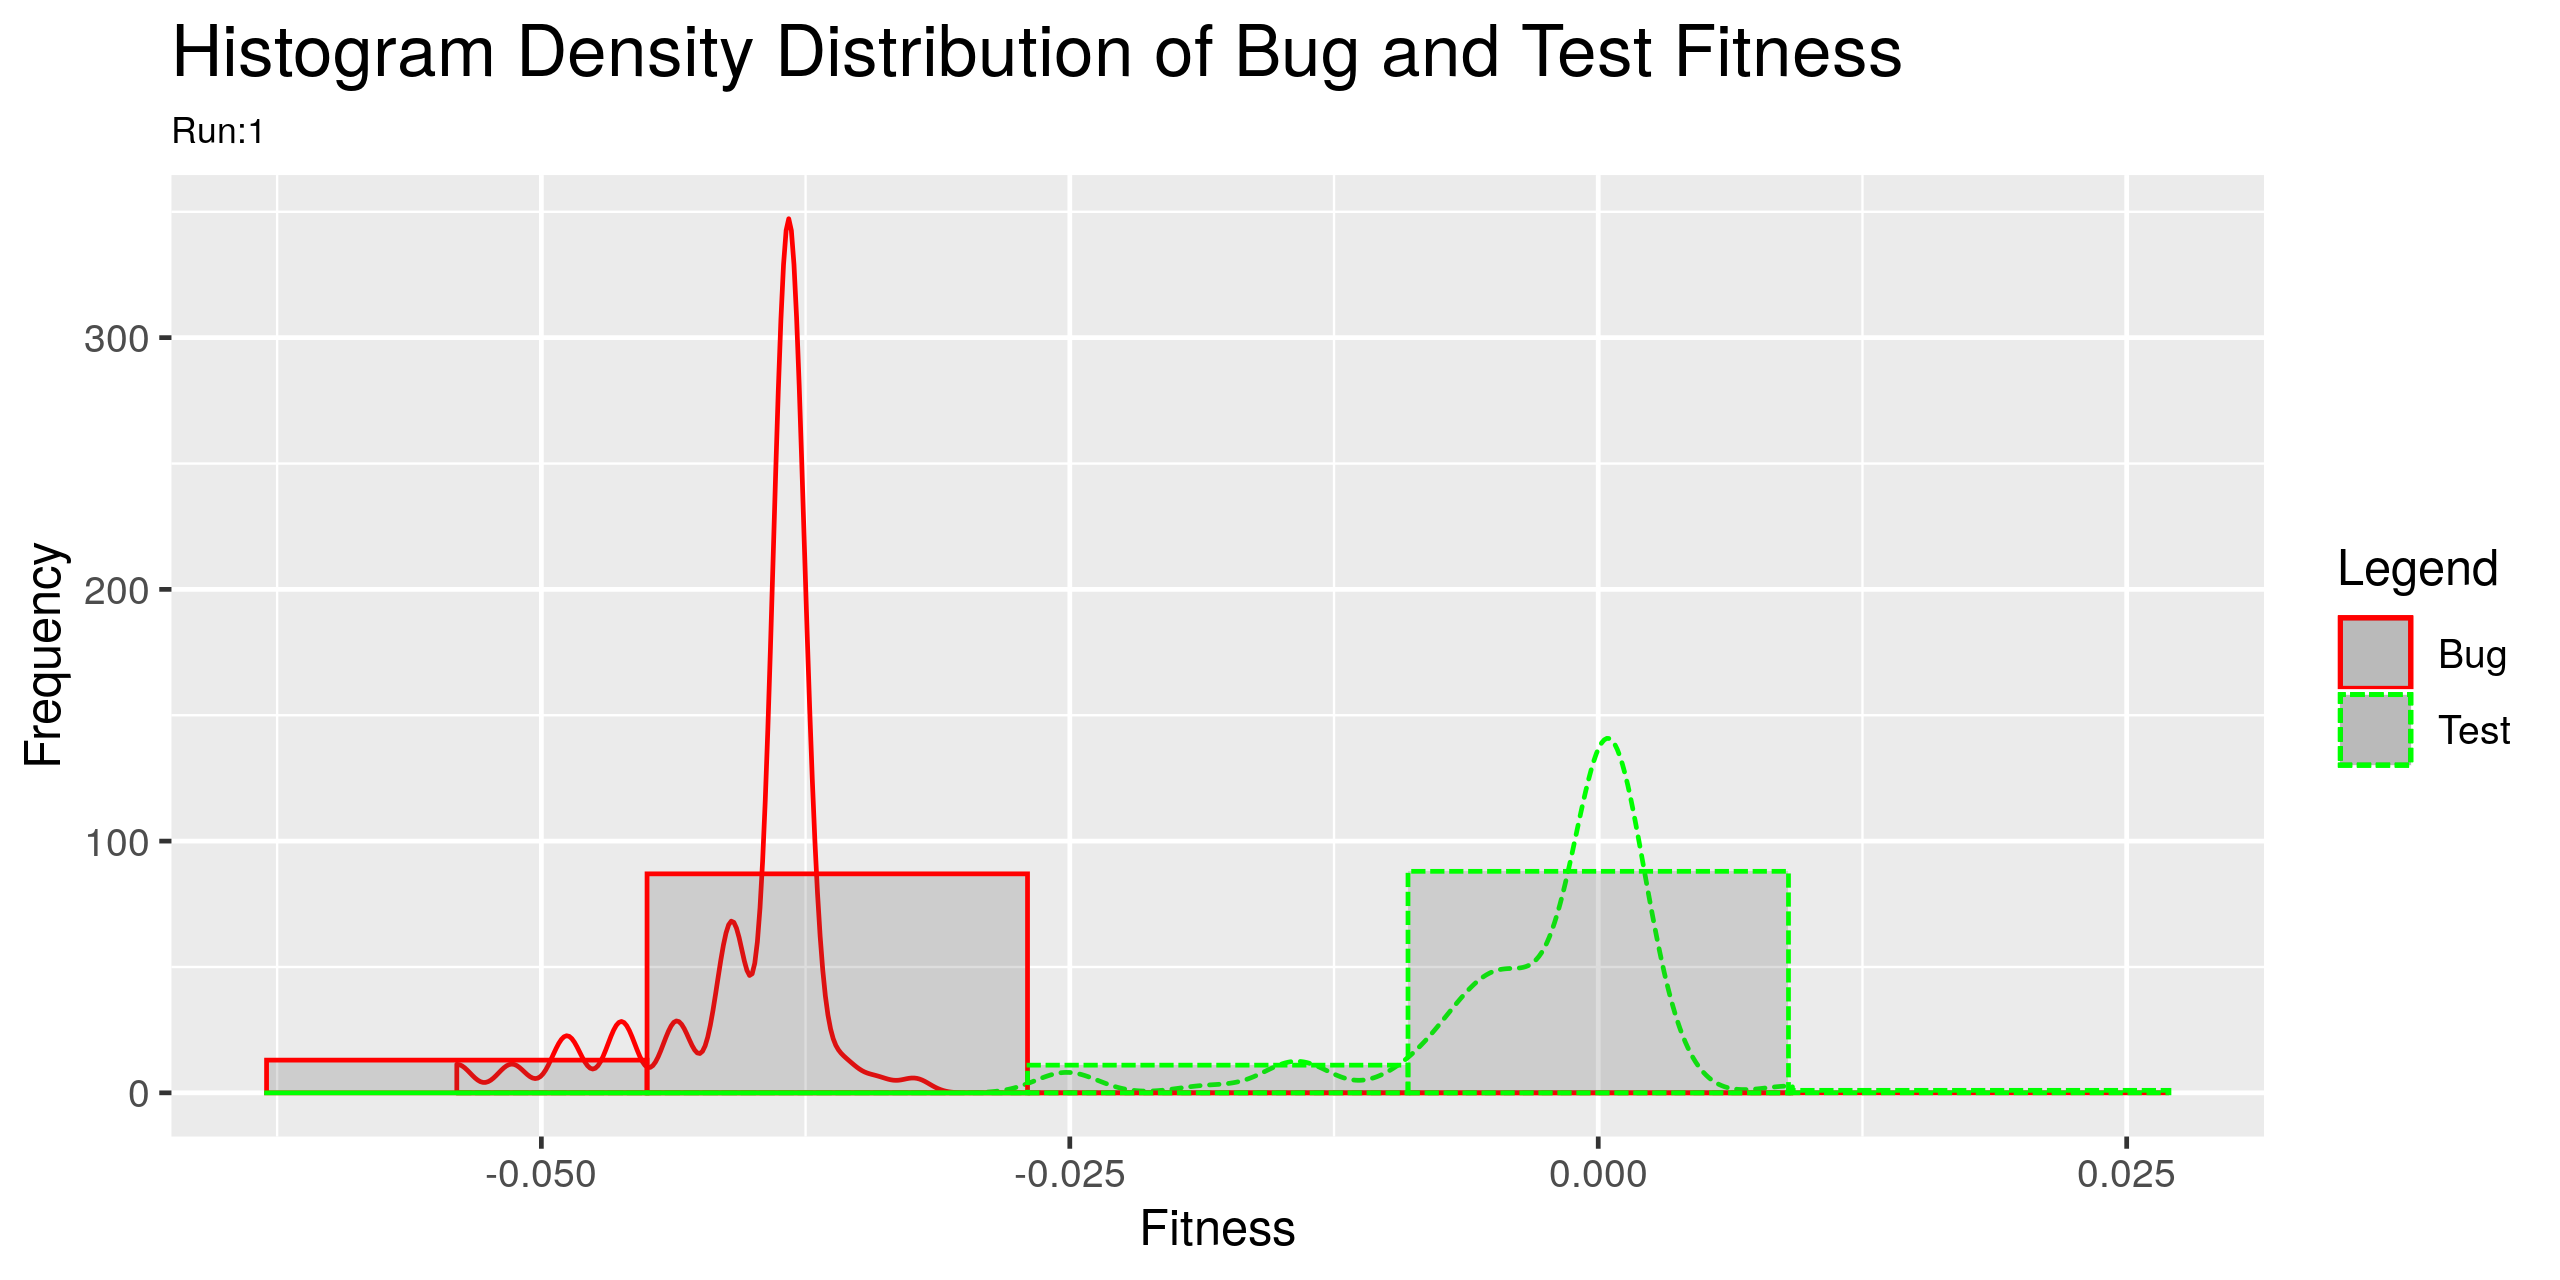 Histogram Density Distribution of Bug and Test Fitness
Run:1
Frequency
300
200
100
0
-0.050
-0.025
0.000
0.025
Fitness
Legend
Bug
Test